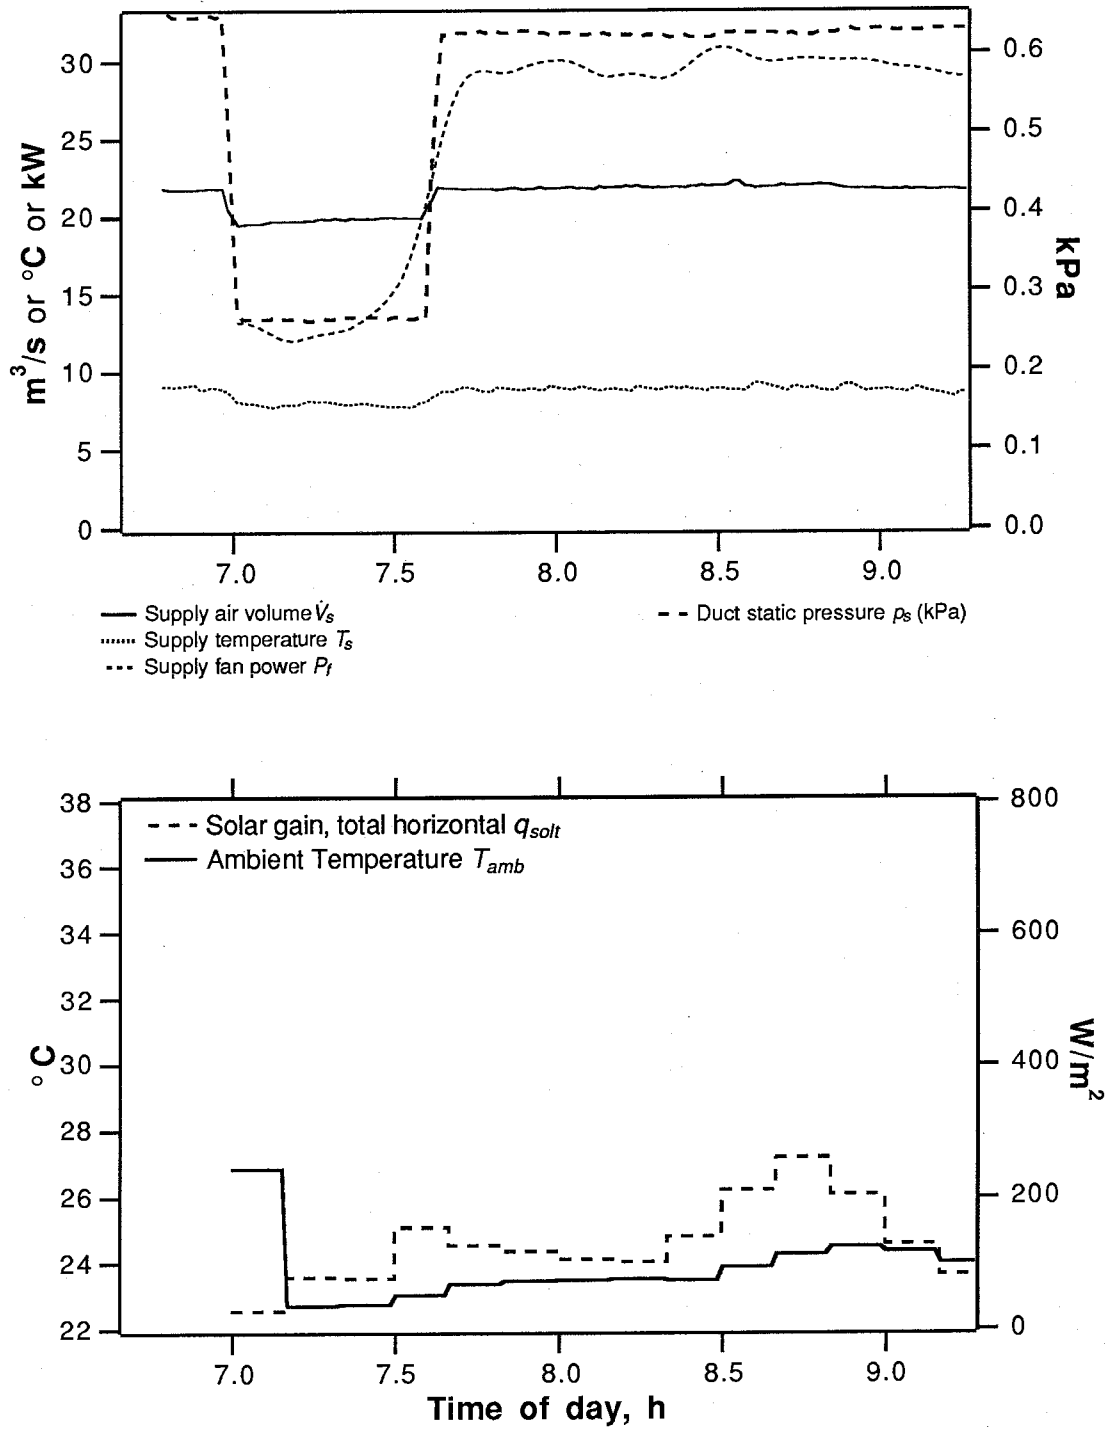 30
25
20
15
10
5
0
m³/s or °C or kW
0.6
0.5
0.4
0.3
0.2
0.1
0.0
kPa
7.0 7.5 8.0 8.5 9.0
Supply air volume V̇s
Supply temperature Ts
Supply fan power Pf
Duct static pressure ps (kPa)
38
36
34
32
30
28
26
24
22
°C
Solar gain, total horizontal qsolt
Ambient Temperature Tamb
800
600
400
200
0
W/m²
7.0 7.5 8.0 8.5 9.0
Time of day, h